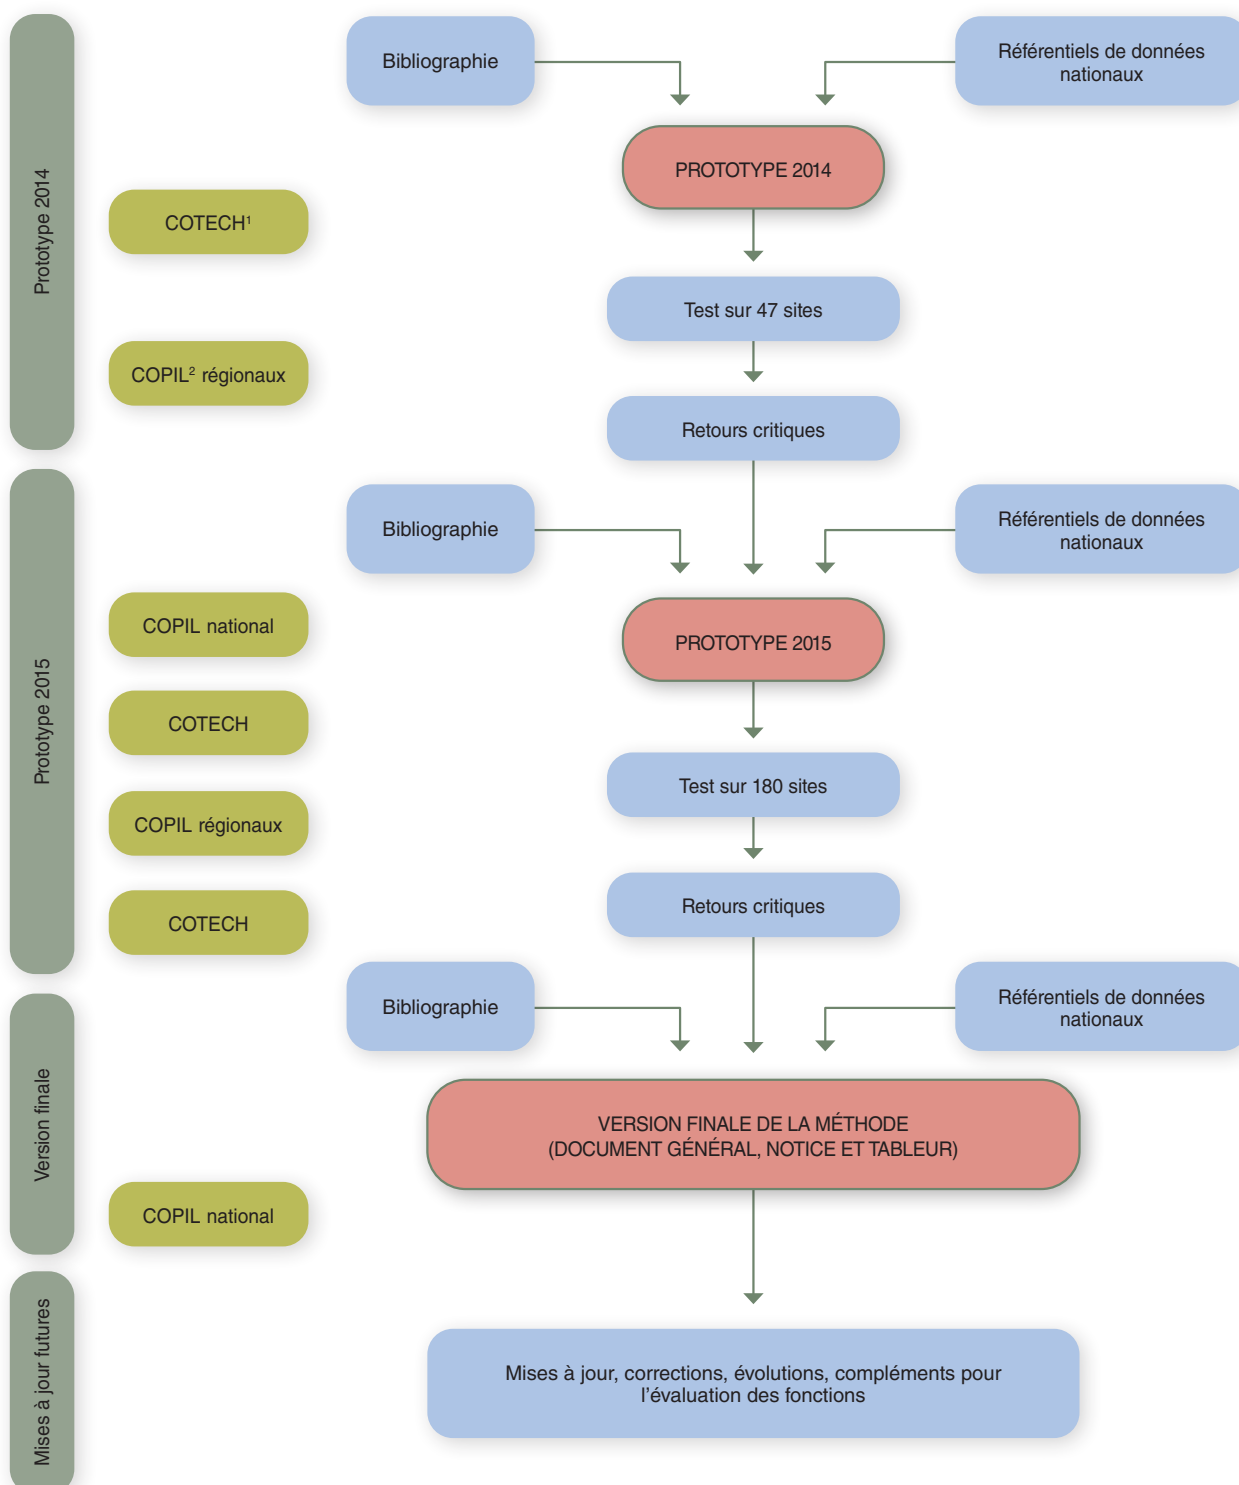 Prototype 2014
Bibliographie
Référentiels de données
nationaux
PROTOTYPE 2014
COTECH¹
Test sur 47 sites
COPIL² régionaux
Retours critiques
Prototype 2015
Bibliographie
Référentiels de données
nationaux
COPIL national
PROTOTYPE 2015
COTECH
Test sur 180 sites
COPIL régionaux
Retours critiques
COTECH
Version finale
Bibliographie
Référentiels de données
nationaux
VERSION FINALE DE LA MÉTHODE
(DOCUMENT GÉNÉRAL, NOTICE ET TABLEUR)
COPIL national
Mises à jour futures
Mises à jour, corrections, évolutions, compléments pour
l'évaluation des fonctions